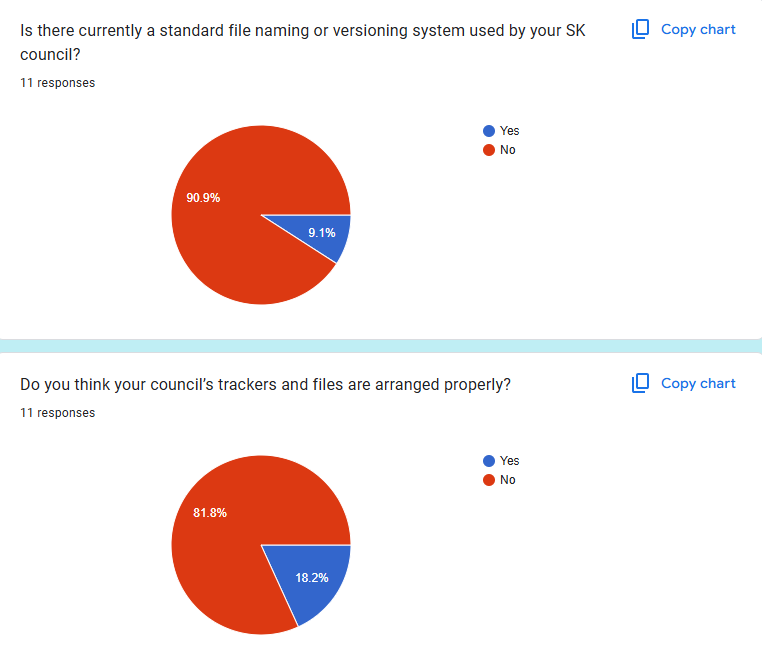 Is there currently a standard file naming or versioning system used by your SK
council?
Copy chart
11 responses
Yes
No
90.9%
9.1%
Do you think your council’s trackers and files are arranged properly?
Copy chart
11 responses
Yes
No
81.8%
18.2%